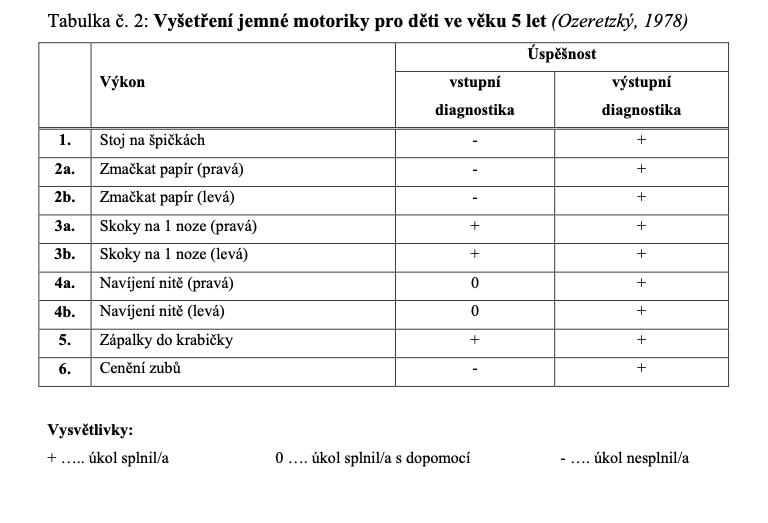 Tabulka č. 2: Vyšetření jemné motoriky pro děti ve věku 5 let (Ozeretzký, 1978)
Výkon Úspěšnost
vstupní diagnostika výstupní diagnostika
1. Stoj na špičkách - +
2a. Zmačkat papír (pravá) - +
2b. Zmačkat papír (levá) - +
3a. Skoky na 1 noze (pravá) + +
3b. Skoky na 1 noze (levá) + +
4a. Navíjení nitě (pravá) 0 +
4b. Navíjení nitě (levá) 0 +
5. Zápalky do krabičky + +
6. Cenění zubů - +
Vysvětlivky:
+ ….. úkol splnil/a 0 …. úkol splnil/a s dopomocí - …. úkol nesplnil/a